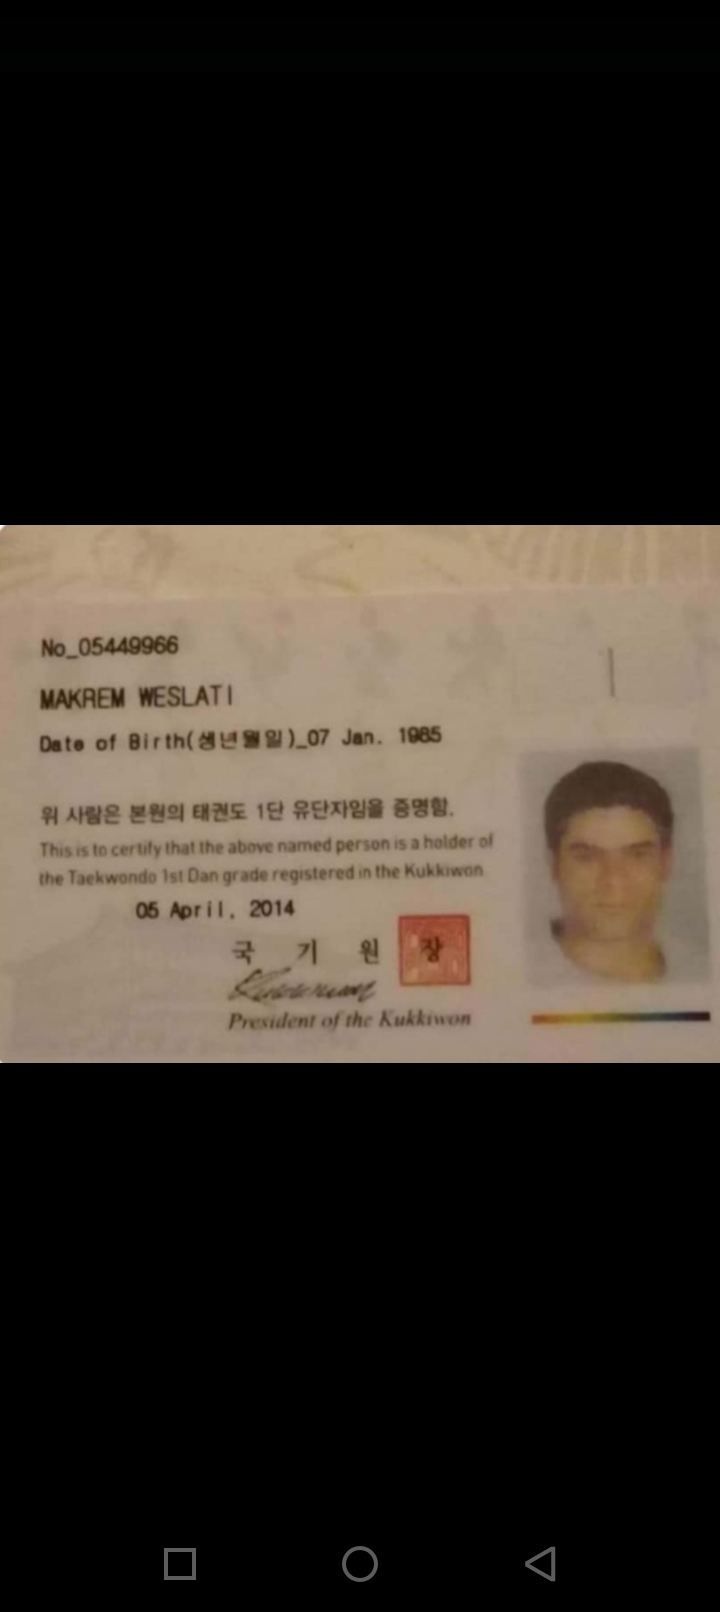 No_05449966
MAKREM WESLATI
Date of Birth(생년월일)_07 Jan. 1985
위 사람은 본원의 태권도 1단 유단자임을 증명함.
This is to certify that the above named person is a holder of
the Taekwondo 1st Dan grade registered in the Kukkiwon.
05 April, 2014
국 기 원 장
President of the Kukkiwon